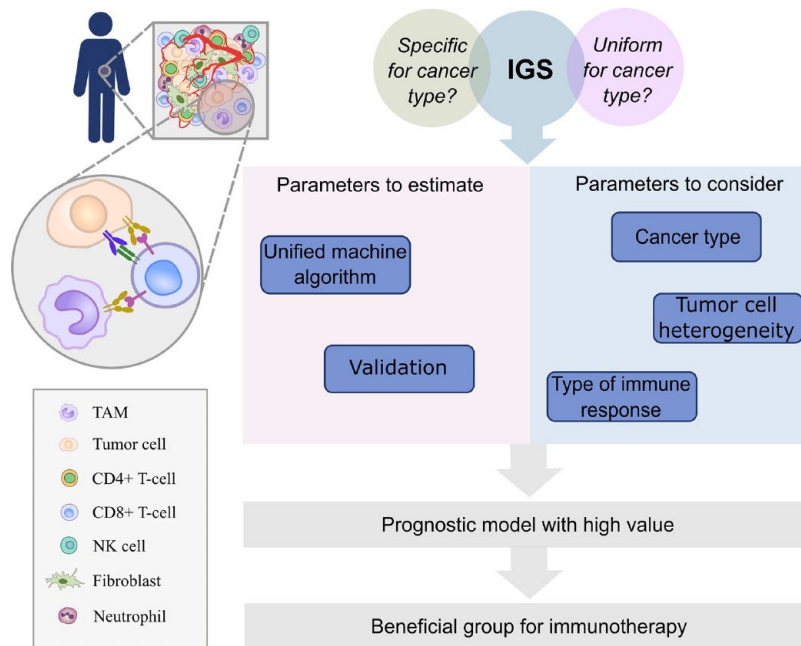 Specific
for cancer
type?
IGS
Uniform
for cancer
type?
Parameters to estimate
Unified machine
algorithm
Validation
Parameters to consider
Cancer type
Tumor cell
heterogeneity
Type of immune
response
TAM
Tumor cell
CD4+ T-cell
CD8+ T-cell
NK cell
Fibroblast
Neutrophil
Prognostic model with high value
Beneficial group for immunotherapy